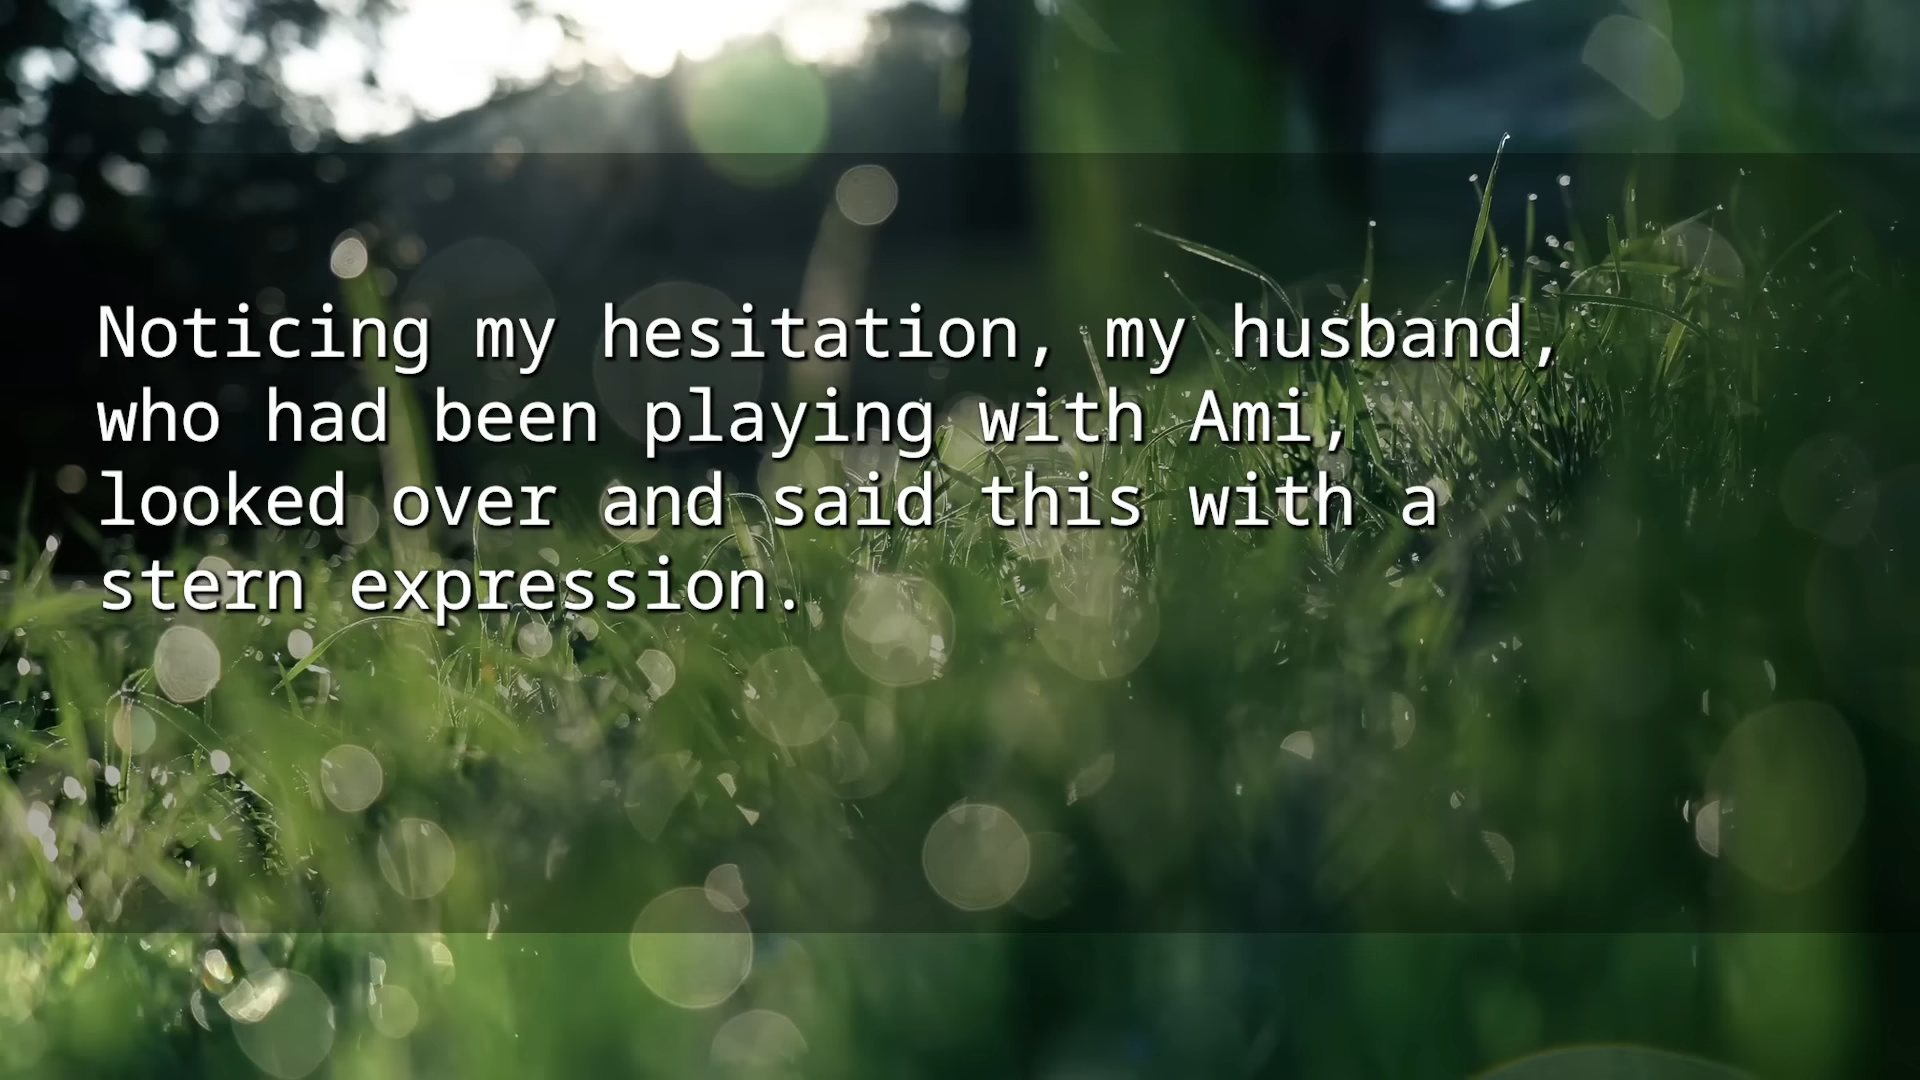 Noticing my hesitation, my husband,
who had been playing with Ami,
looked over and said this with a
stern expression.